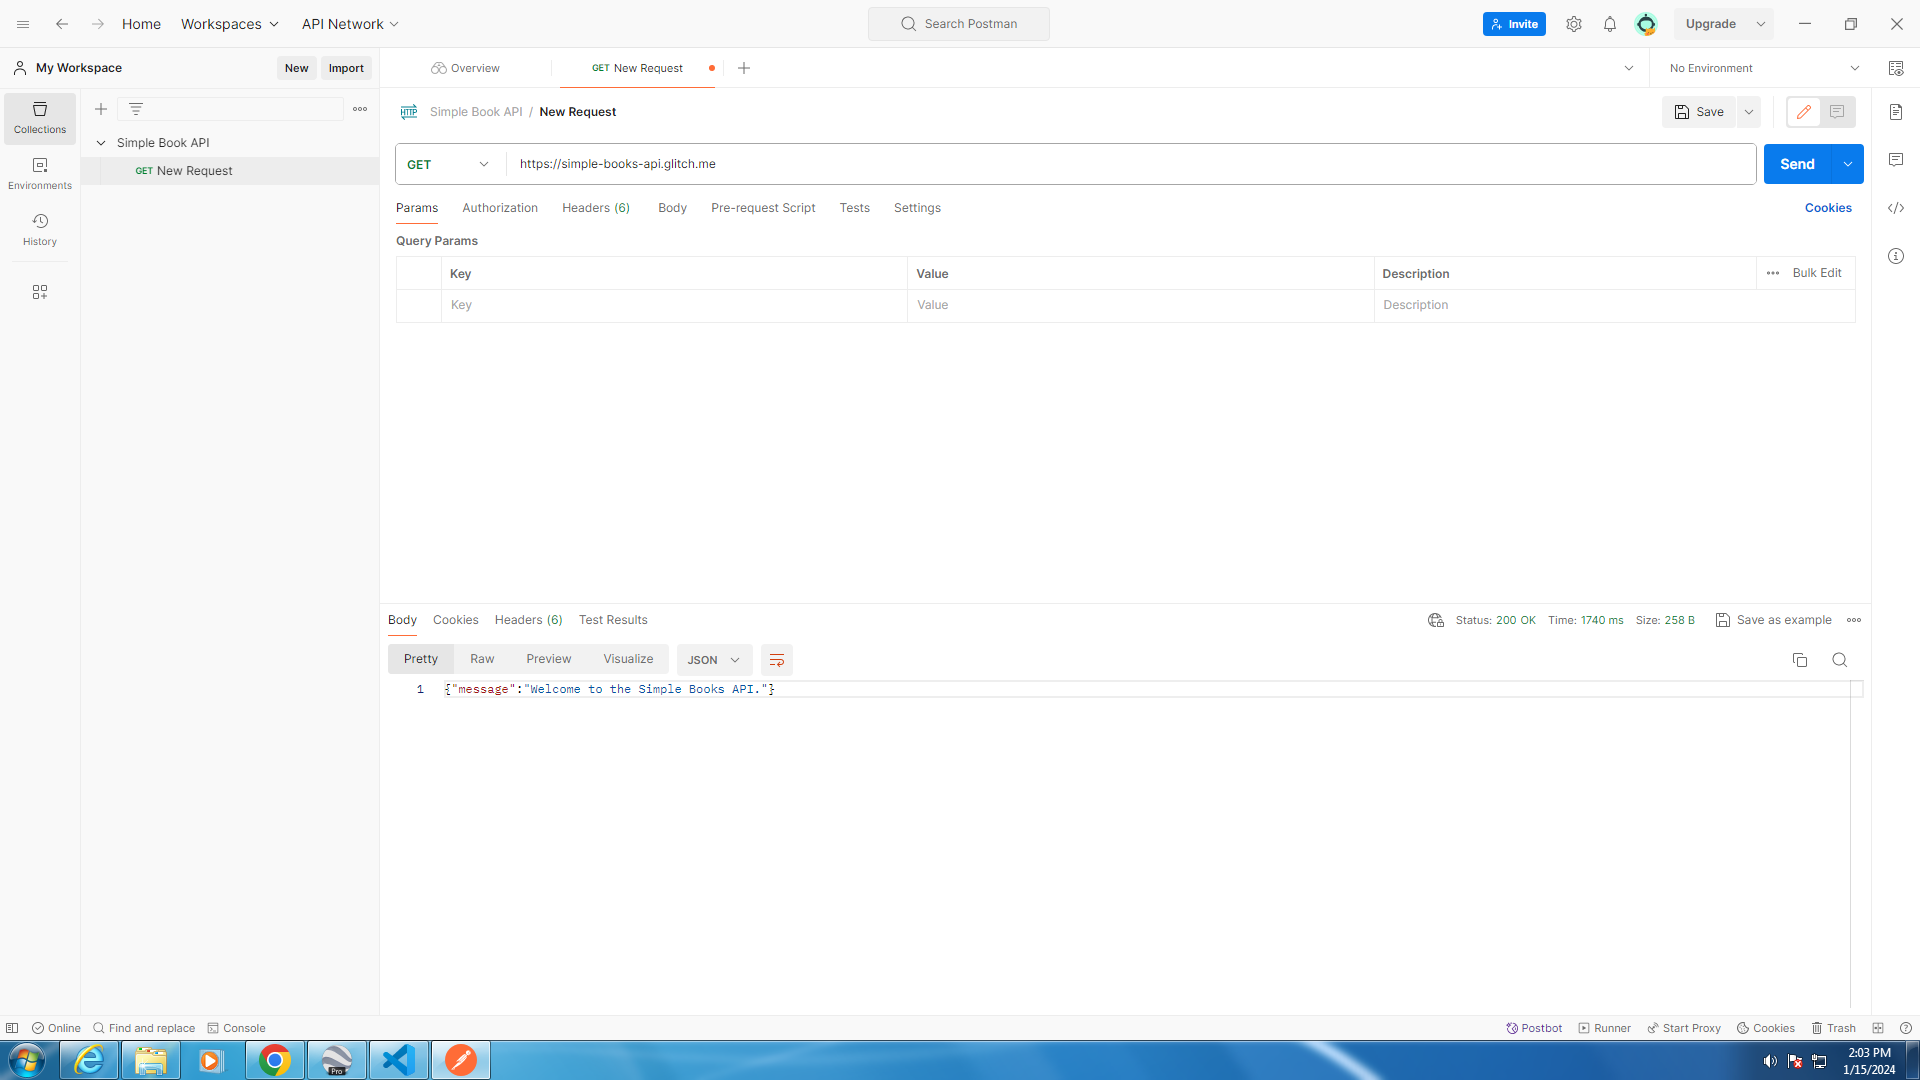 Home Workspaces API Network Search Postman Invite Upgrade
My Workspace New Import Overview GET New Request No Environment
Simple Book API / New Request Save
Collections
Simple Book API
GET New Request
Environments
History
GET https://simple-books-api.glitch.me Send
Params Authorization Headers (6) Body Pre-request Script Tests Settings Cookies
Query Params
Key Value Description Bulk Edit
Key Value Description
Body Cookies Headers (6) Test Results Status: 200 OK Time: 1740 ms Size: 258 B Save as example
Pretty Raw Preview Visualize JSON
1 {"message":"Welcome to the Simple Books API."}
Online Find and replace Console Postbot Runner Start Proxy Cookies Trash
HTTP
Pro
2:03 PM
1/15/2024